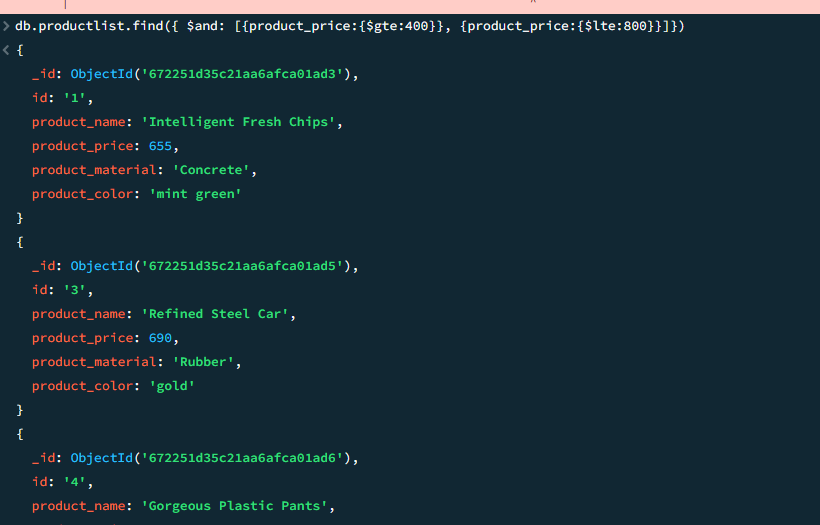 db.productlist.find({ $and: [{product_price:{$gte:400}}, {product_price:{$lte:800}}]})
{
_id: ObjectId('672251d35c21aa6afca01ad3'),
id: '1',
product_name: 'Intelligent Fresh Chips',
product_price: 655,
product_material: 'Concrete',
product_color: 'mint green'
}
{
_id: ObjectId('672251d35c21aa6afca01ad5'),
id: '3',
product_name: 'Refined Steel Car',
product_price: 690,
product_material: 'Rubber',
product_color: 'gold'
}
{
_id: ObjectId('672251d35c21aa6afca01ad6'),
id: '4',
product_name: 'Gorgeous Plastic Pants',